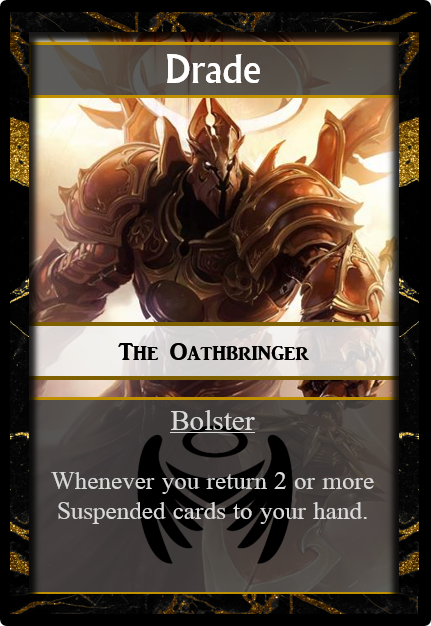 Drade
The Oathbringer
Bolster
Whenever you return 2 or more
Suspended cards to your hand.